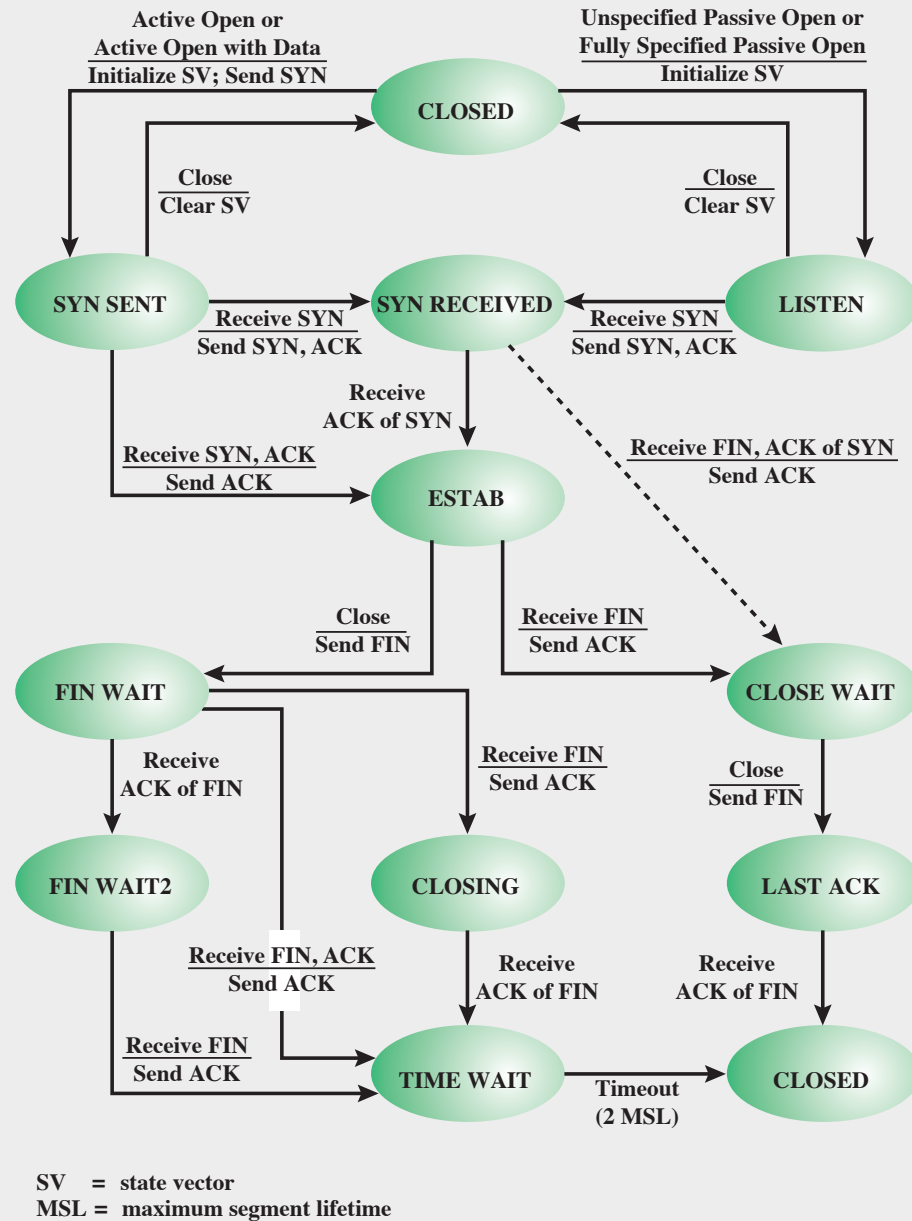 Active Open or
Active Open with Data
Initialize SV; Send SYN
Unspecified Passive Open or
Fully Specified Passive Open
Initialize SV
CLOSED
Close
Clear SV
Close
Clear SV
SYN SENT
SYN RECEIVED
LISTEN
Receive SYN
Send SYN, ACK
Receive SYN
Send SYN, ACK
Receive
ACK of SYN
Receive SYN, ACK
Send ACK
Receive FIN, ACK of SYN
Send ACK
ESTAB
Close
Send FIN
Receive FIN
Send ACK
FIN WAIT
CLOSE WAIT
Receive
ACK of FIN
Receive FIN
Send ACK
Close
Send FIN
FIN WAIT2
CLOSING
LAST ACK
Receive FIN, ACK
Send ACK
Receive
ACK of FIN
Receive
ACK of FIN
Receive FIN
Send ACK
TIME WAIT
Timeout
(2 MSL)
CLOSED
SV = state vector
MSL = maximum segment lifetime